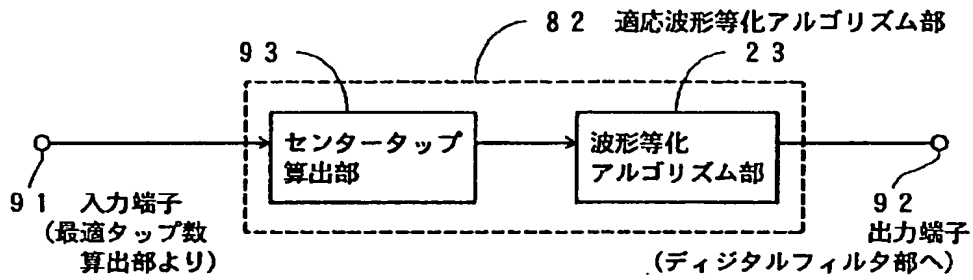 82 適応波形等化アルゴリズム部
93
23
センタータップ
算出部
波形等化
アルゴリズム部
91 入力端子
(最適タップ数
算出部より)
92
出力端子
(ディジタルフィルタ部へ)